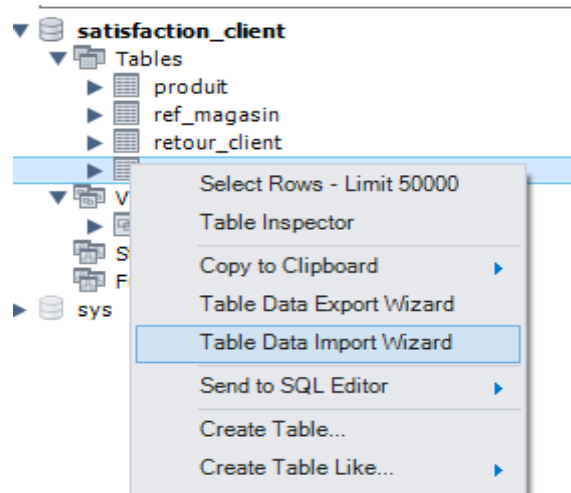 satisfaction_client
Tables
produit
ref_magasin
retour_client
Select Rows - Limit 50000
Table Inspector
Copy to Clipboard
Table Data Export Wizard
Table Data Import Wizard
Send to SQL Editor
Create Table...
Create Table Like...
V
S
F
sys